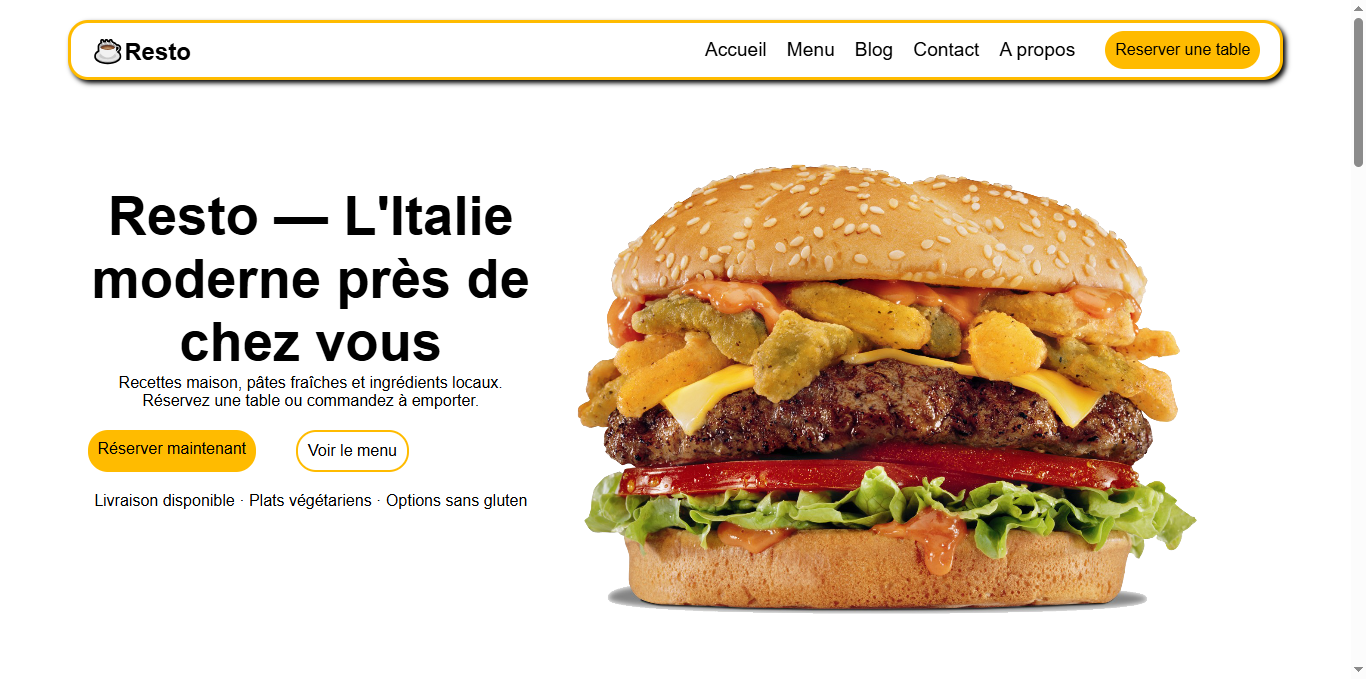 Resto
Accueil Menu Blog Contact A propos Reserver une table
Resto — L'Italie
moderne près de
chez vous
Recettes maison, pâtes fraîches et ingrédients locaux.
Réservez une table ou commandez à emporter.
Réserver maintenant Voir le menu
Livraison disponible · Plats végétariens · Options sans gluten